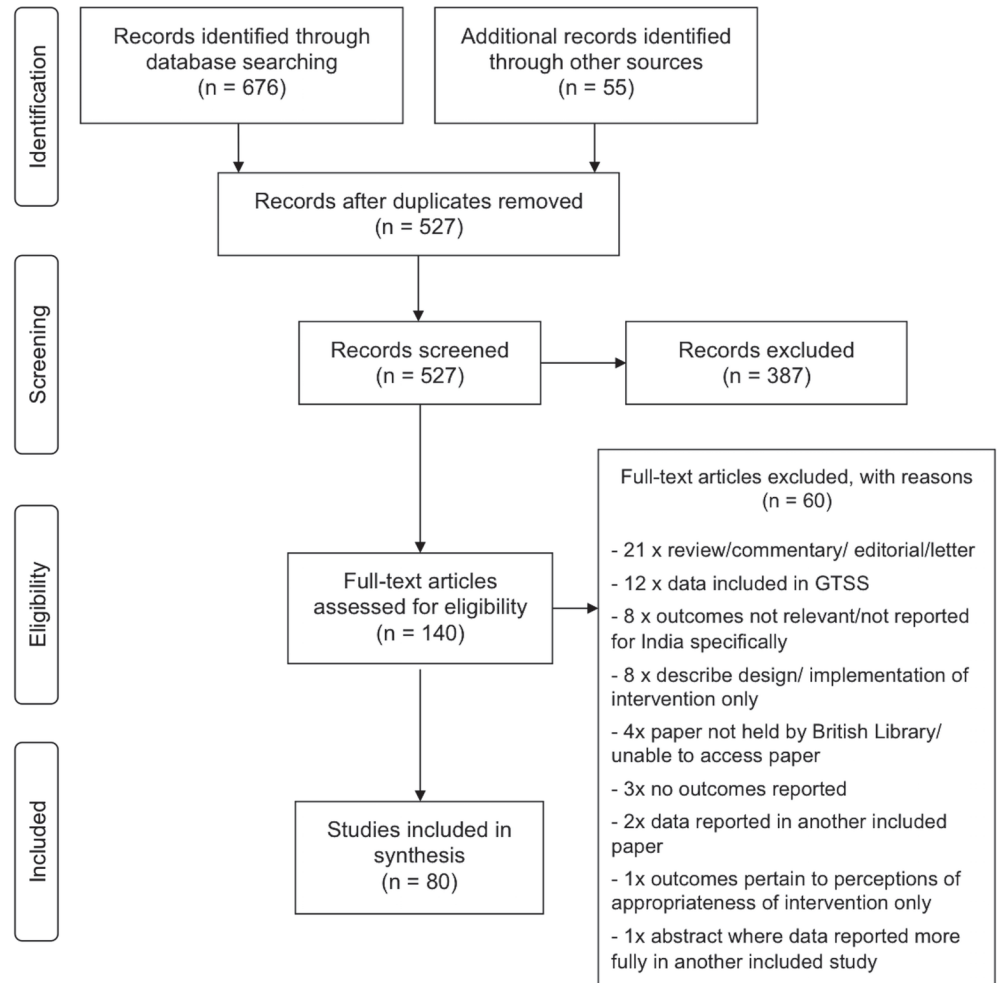 Identification
Records identified through
database searching
(n = 676)
Additional records identified
through other sources
(n = 55)
Records after duplicates removed
(n = 527)
Screening
Records screened
(n = 527)
Records excluded
(n = 387)
Eligibility
Full-text articles
assessed for eligibility
(n = 140)
Full-text articles excluded, with reasons
(n = 60)
- 21 x review/commentary/ editorial/letter
- 12 x data included in GTSS
- 8 x outcomes not relevant/not reported
for India specifically
- 8 x describe design/ implementation of
intervention only
- 4x paper not held by British Library/
unable to access paper
- 3x no outcomes reported
- 2x data reported in another included
paper
- 1x outcomes pertain to perceptions of
appropriateness of intervention only
- 1x abstract where data reported more
fully in another included study
Included
Studies included in
synthesis
(n = 80)